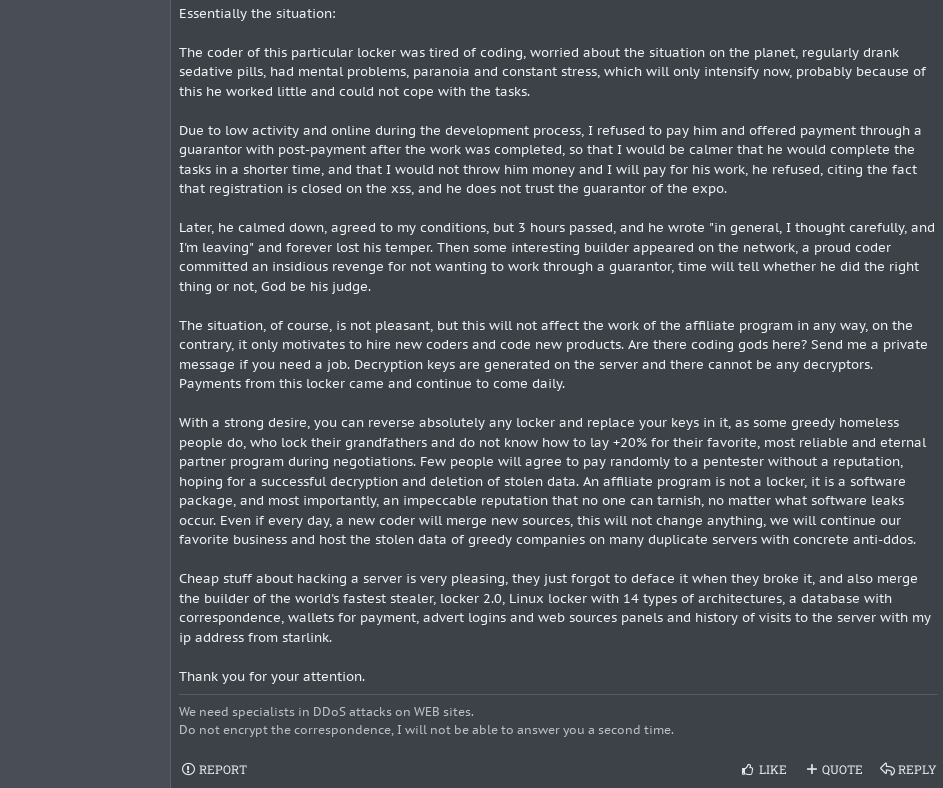 Essentially the situation:
The coder of this particular locker was tired of coding, worried about the situation on the planet, regularly drank
sedative pills, had mental problems, paranoia and constant stress, which will only intensify now, probably because of
this he worked little and could not cope with the tasks.
Due to low activity and online during the development process, I refused to pay him and offered payment through a
guarantor with post-payment after the work was completed, so that I would be calmer that he would complete the
tasks in a shorter time, and that I would not throw him money and I will pay for his work, he refused, citing the fact
that registration is closed on the xss, and he does not trust the guarantor of the expo.
Later, he calmed down, agreed to my conditions, but 3 hours passed, and he wrote "in general, I thought carefully, and
I'm leaving" and forever lost his temper. Then some interesting builder appeared on the network, a proud coder
committed an insidious revenge for not wanting to work through a guarantor, time will tell whether he did the right
thing or not, God be his judge.
The situation, of course, is not pleasant, but this will not affect the work of the affiliate program in any way, on the
contrary, it only motivates to hire new coders and code new products. Are there coding gods here? Send me a private
message if you need a job. Decryption keys are generated on the server and there cannot be any decryptors.
Payments from this locker came and continue to come daily.
With a strong desire, you can reverse absolutely any locker and replace your keys in it, as some greedy homeless
people do, who lock their grandfathers and do not know how to lay +20% for their favorite, most reliable and eternal
partner program during negotiations. Few people will agree to pay randomly to a pentester without a reputation,
hoping for a successful decryption and deletion of stolen data. An affiliate program is not a locker, it is a software
package, and most importantly, an impeccable reputation that no one can tarnish, no matter what software leaks
occur. Even if every day, a new coder will merge new sources, this will not change anything, we will continue our
favorite business and host the stolen data of greedy companies on many duplicate servers with concrete anti-ddos.
Cheap stuff about hacking a server is very pleasing, they just forgot to deface it when they broke it, and also merge
the builder of the world's fastest stealer, locker 2.0, Linux locker with 14 types of architectures, a database with
correspondence, wallets for payment, advert logins and web sources panels and history of visits to the server with my
ip address from starlink.
Thank you for your attention.
We need specialists in DDoS attacks on WEB sites.
Do not encrypt the correspondence, I will not be able to answer you a second time.
REPORT LIKE QUOTE REPLY